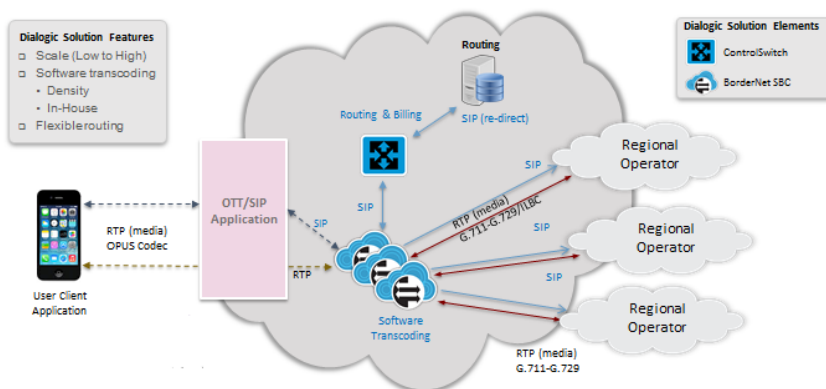 Dialogic Solution Features
Scale (Low to High)
Software transcoding
• Density
• In-House
Flexible routing
Dialogic Solution Elements
ControlSwitch
BorderNet SBC
Routing
Routing & Billing
SIP (re-direct)
SIP
SIP
Regional
Operator
OTT/SIP
Application
SIP
RTP (media)
G.711-G.729/ILBC
SIP
Regional
Operator
RTP (media)
OPUS Codec
RTP
SIP
User Client
Application
Software
Transcoding
Regional
Operator
RTP (media)
G.711-G.729